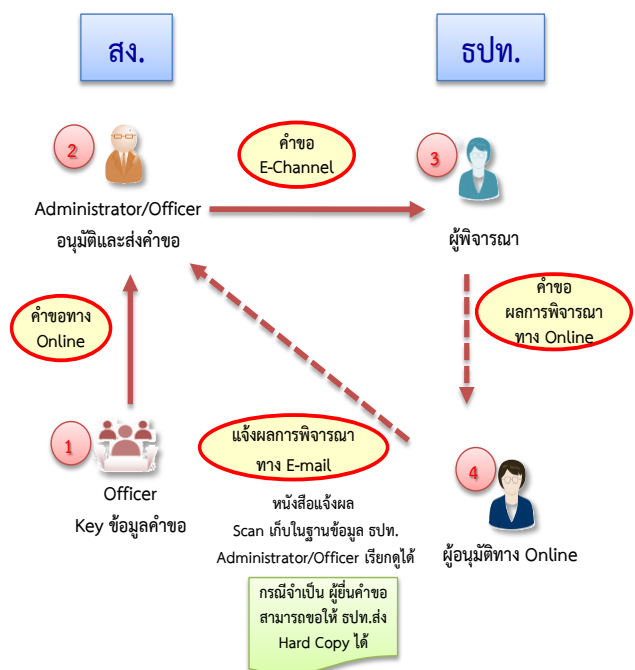 สง.
ธปท.
2
คำขอ
E-Channel
3
Administrator/Officer
อนุมัติและส่งคำขอ
ผู้พิจารณา
คำขอทาง
Online
คำขอ
ผลการพิจารณา
ทาง Online
1
แจ้งผลการพิจารณา
ทาง E-mail
4
Officer
Key ข้อมูลคำขอ
หนังสือแจ้งผล
Scan เก็บในฐานข้อมูล ธปท.
Administrator/Officer เรียกดูได้
ผู้อนุมัติทาง Online
กรณีจำเป็น ผู้ยื่นคำขอ
สามารถขอให้ ธปท.ส่ง
Hard Copy ได้